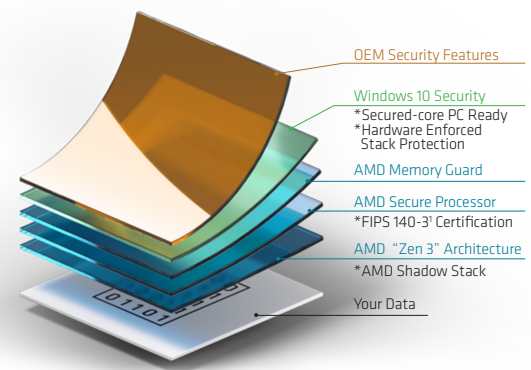 OEM Security Features
Windows 10 Security
*Secured-core PC Ready
*Hardware Enforced
Stack Protection
AMD Memory Guard
AMD Secure Processor
*FIPS 140-3¹ Certification
AMD “Zen 3” Architecture
*AMD Shadow Stack
Your Data
01101